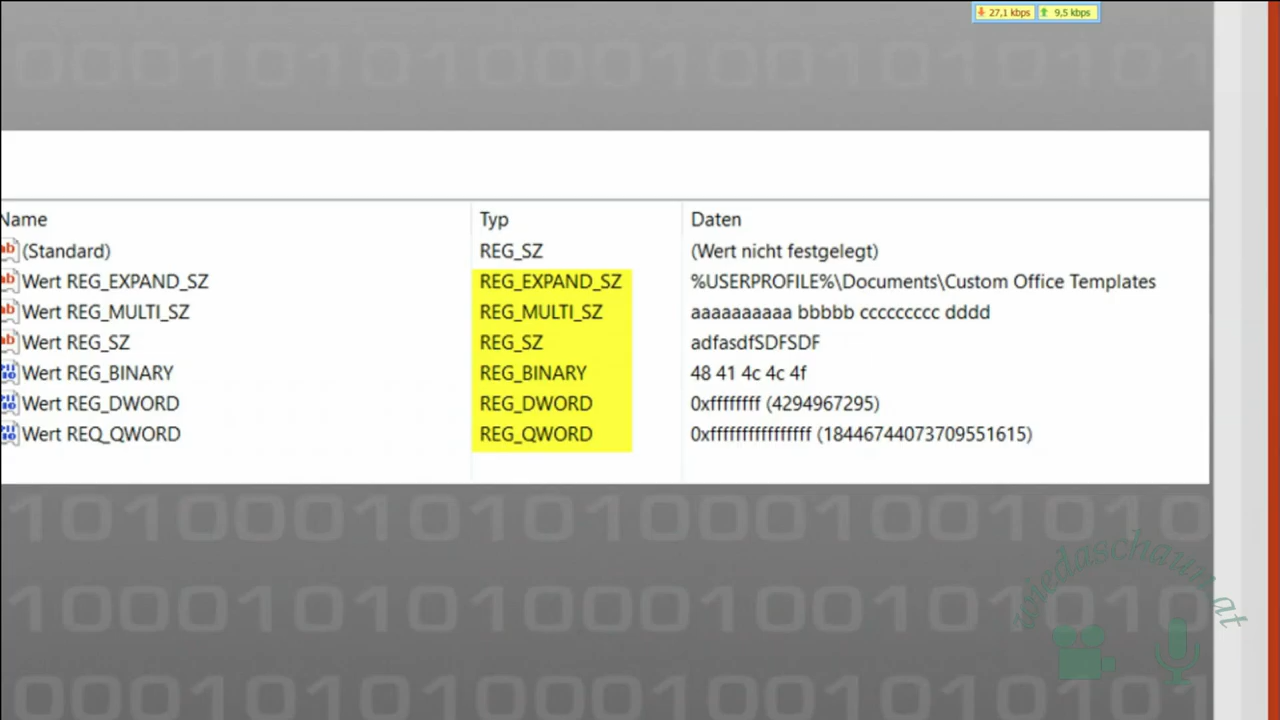 27,1 kbps 9,5 kbps
Name Typ Daten
(Standard) REG_SZ (Wert nicht festgelegt)
Wert REG_EXPAND_SZ REG_EXPAND_SZ %USERPROFILE%\Documents\Custom Office Templates
Wert REG_MULTI_SZ REG_MULTI_SZ aaaaaaaaaa bbbbb ccccccccc dddd
Wert REG_SZ REG_SZ adfasdfSDFSDF
Wert REG_BINARY REG_BINARY 48 41 4c 4c 4f
Wert REG_DWORD REG_DWORD 0xffffffff (4294967295)
Wert REQ_QWORD REG_QWORD 0xffffffffffffffff (18446744073709551615)
wiedaschaun.at